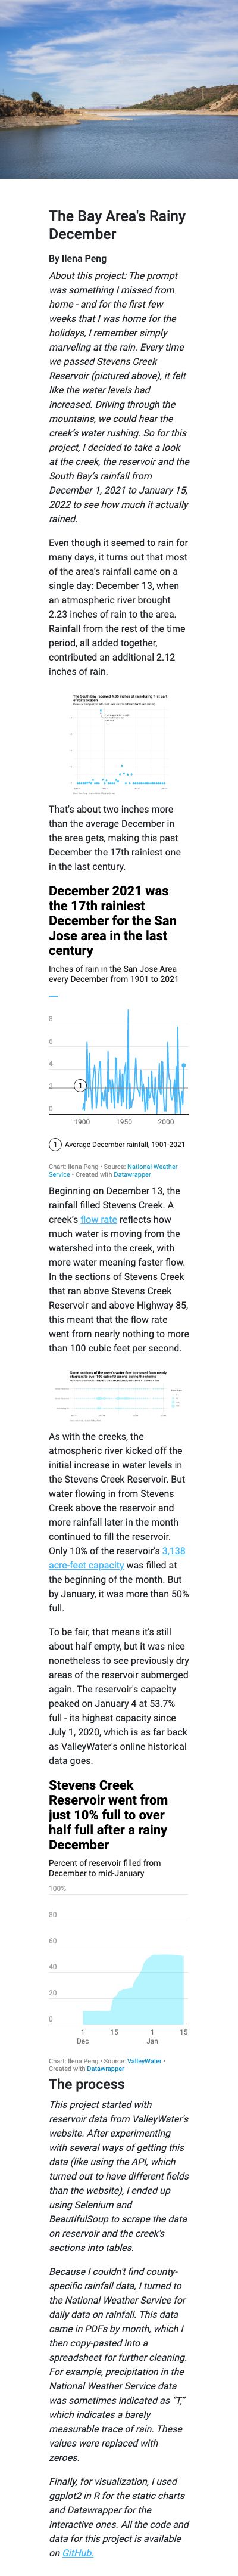 The Bay Area's Rainy
December
By Ilena Peng
About this project: The prompt
was something I missed from
home - and for the first few
weeks that I was home for the
holidays, I remember simply
marveling at the rain. Every time
we passed Stevens Creek
Reservoir (pictured above), it felt
like the water levels had
increased. Driving through the
mountains, we could hear the
creek's water rushing. So for this
project, I decided to take a look
at the creek, the reservoir and the
South Bay's rainfall from
December 1, 2021 to January 15,
2022 to see how much it actually
rained.
Even though it seemed to rain for
many days, it turns out that most
of the area's rainfall came on a
single day: December 13, when
an atmospheric river brought
2.23 inches of rain to the area.
Rainfall from the rest of the time
period, all added together,
contributed an additional 2.12
inches of rain.
The South Bay received 4.35 inches of rain during first part
of rainy season
That's about two inches more
than the average December in
the area gets, making this past
December the 17th rainiest one
in the last century.
December 2021 was
the 17th rainiest
December for the San
Jose area in the last
century
Inches of rain in the San Jose Area
every December from 1901 to 2021
8
6
4
2
1
0
1900 1950 2000
1 Average December rainfall, 1901-2021
Chart: Ilena Peng • Source: National Weather
Service • Created with Datawrapper
Beginning on December 13, the
rainfall filled Stevens Creek. A
creek's flow rate reflects how
much water is moving from the
watershed into the creek, with
more water meaning faster flow.
In the sections of Stevens Creek
that ran above Stevens Creek
Reservoir and above Highway 85,
this meant that the flow rate
went from nearly nothing to more
than 100 cubic feet per second.
Some sections of the creek's water flow increased from nearly
stagnant to over 100 cubic ft/second during the storms
As with the creeks, the
atmospheric river kicked off the
initial increase in water levels in
the Stevens Creek Reservoir. But
water flowing in from Stevens
Creek above the reservoir and
more rainfall later in the month
continued to fill the reservoir.
Only 10% of the reservoir's 3,138
acre-feet capacity was filled at
the beginning of the month. But
by January, it was more than 50%
full.
To be fair, that means it's still
about half empty, but it was nice
nonetheless to see previously dry
areas of the reservoir submerged
again. The reservoir's capacity
peaked on January 4 at 53.7%
full - its highest capacity since
July 1, 2020, which is as far back
as ValleyWater's online historical
data goes.
Stevens Creek
Reservoir went from
just 10% full to over
half full after a rainy
December
Percent of reservoir filled from
December to mid-January
100%
80
60
40
20
0
1 15 1 15
Dec Jan
Chart: Ilena Peng • Source: ValleyWater •
Created with Datawrapper
The process
This project started with
reservoir data from ValleyWater's
website. After experimenting
with several ways of getting this
data (like using the API, which
turned out to have different fields
than the website), I ended up
using Selenium and
BeautifulSoup to scrape the data
on reservoir and the creek's
sections into tables.
Because I couldn't find county-
specific rainfall data, I turned to
the National Weather Service for
daily data on rainfall. This data
came in PDFs by month, which I
then copy-pasted into a
spreadsheet for further cleaning.
For example, precipitation in the
National Weather Service data
was sometimes indicated as "T,"
which indicates a barely
measurable trace of rain. These
values were replaced with
zeroes.
Finally, for visualization, I used
ggplot2 in R for the static charts
and Datawrapper for the
interactive ones. All the code and
data for this project is available
on GitHub.